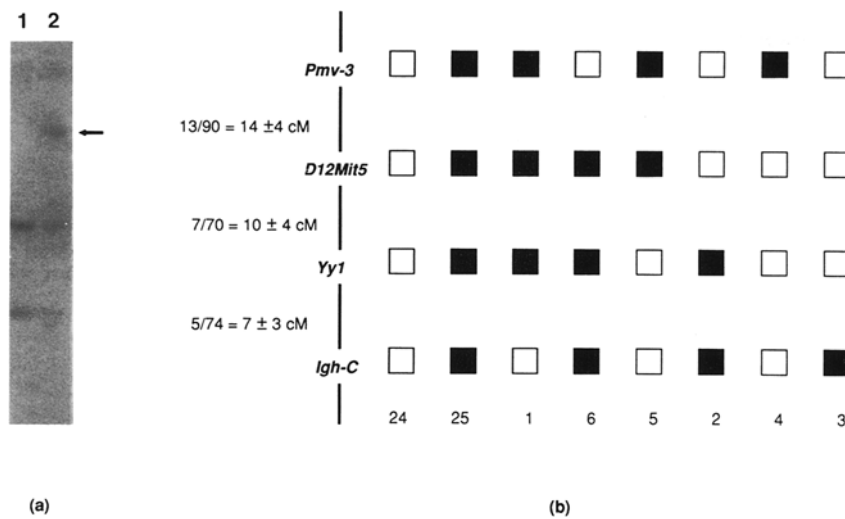 1 2
Pmv-3
13/90 = 14 ±4 cM
D12Mit5
7/70 = 10 ± 4 cM
Yy1
5/74 = 7 ± 3 cM
Igh-C
24 25 1 6 5 2 4 3
(a) (b)